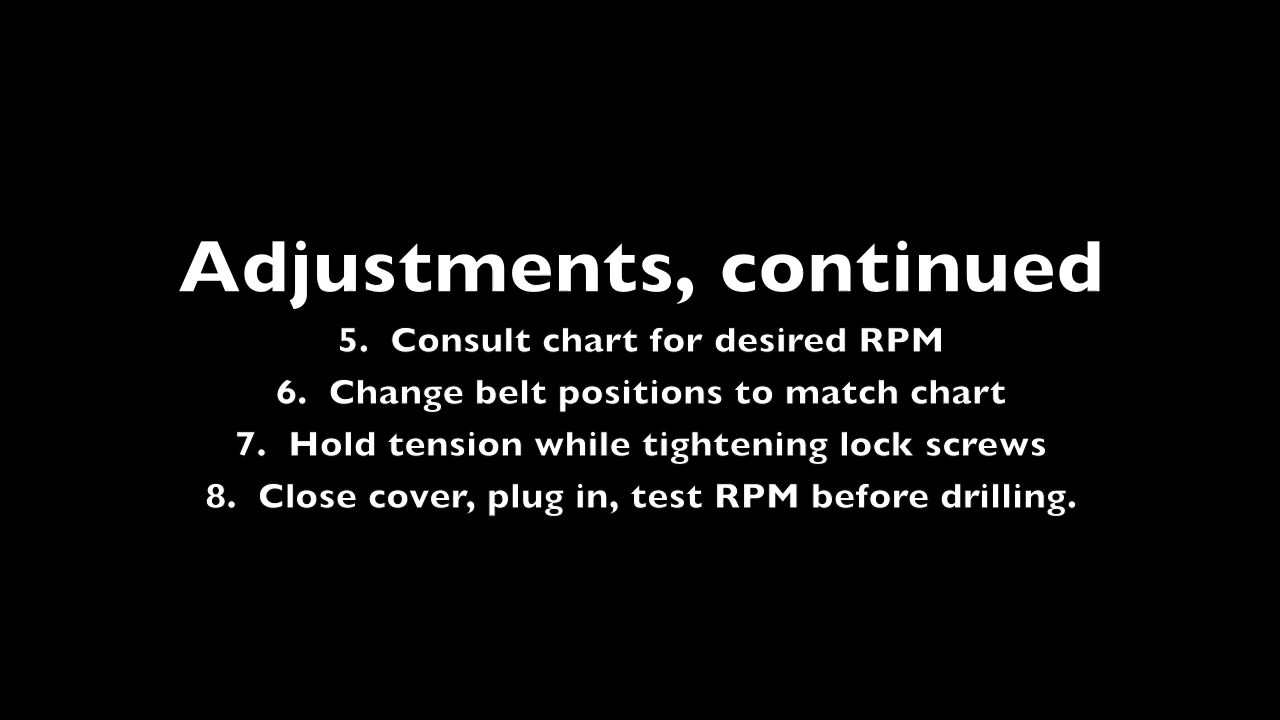 Adjustments, continued
5. Consult chart for desired RPM
6. Change belt positions to match chart
7. Hold tension while tightening lock screws
8. Close cover, plug in, test RPM before drilling.